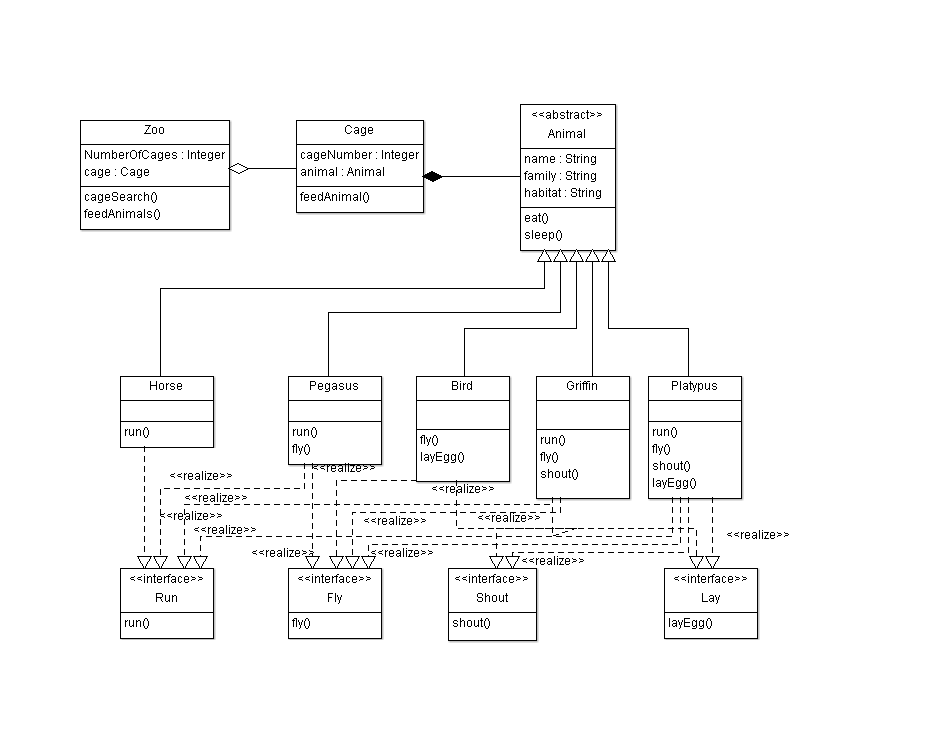 Zoo
NumberOfCages : Integer
cage : Cage
cageSearch()
feedAnimals()
Cage
cageNumber : Integer
animal : Animal
feedAnimal()
<<abstract>>
Animal
name : String
family : String
habitat : String
eat()
sleep()
Horse
run()
Pegasus
run()
fly()
Bird
fly()
layEgg()
Griffin
run()
fly()
shout()
Platypus
run()
fly()
shout()
layEgg()
<<realize>>
<<realize>>
<<realize>>
<<realize>>
<<realize>>
<<realize>>
<<realize>>
<<realize>>
<<realize>>
<<realize>>
<<realize>>
<<realize>>
<<interface>>
Run
run()
<<interface>>
Fly
fly()
<<interface>>
Shout
shout()
<<interface>>
Lay
layEgg()